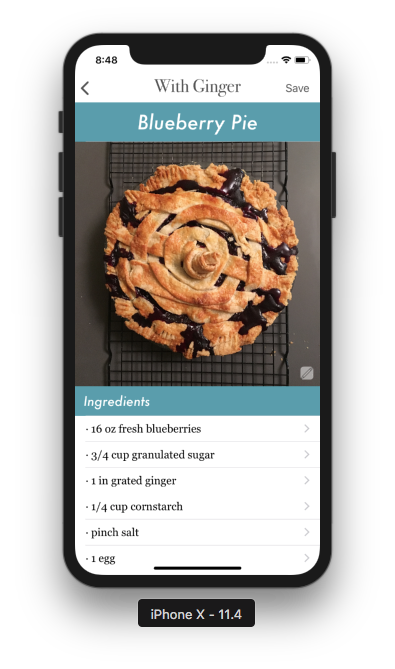 8:48
With Ginger
Save
Blueberry Pie
Ingredients
· 16 oz fresh blueberries
· 3/4 cup granulated sugar
· 1 in grated ginger
· 1/4 cup cornstarch
· pinch salt
· 1 egg
iPhone X - 11.4